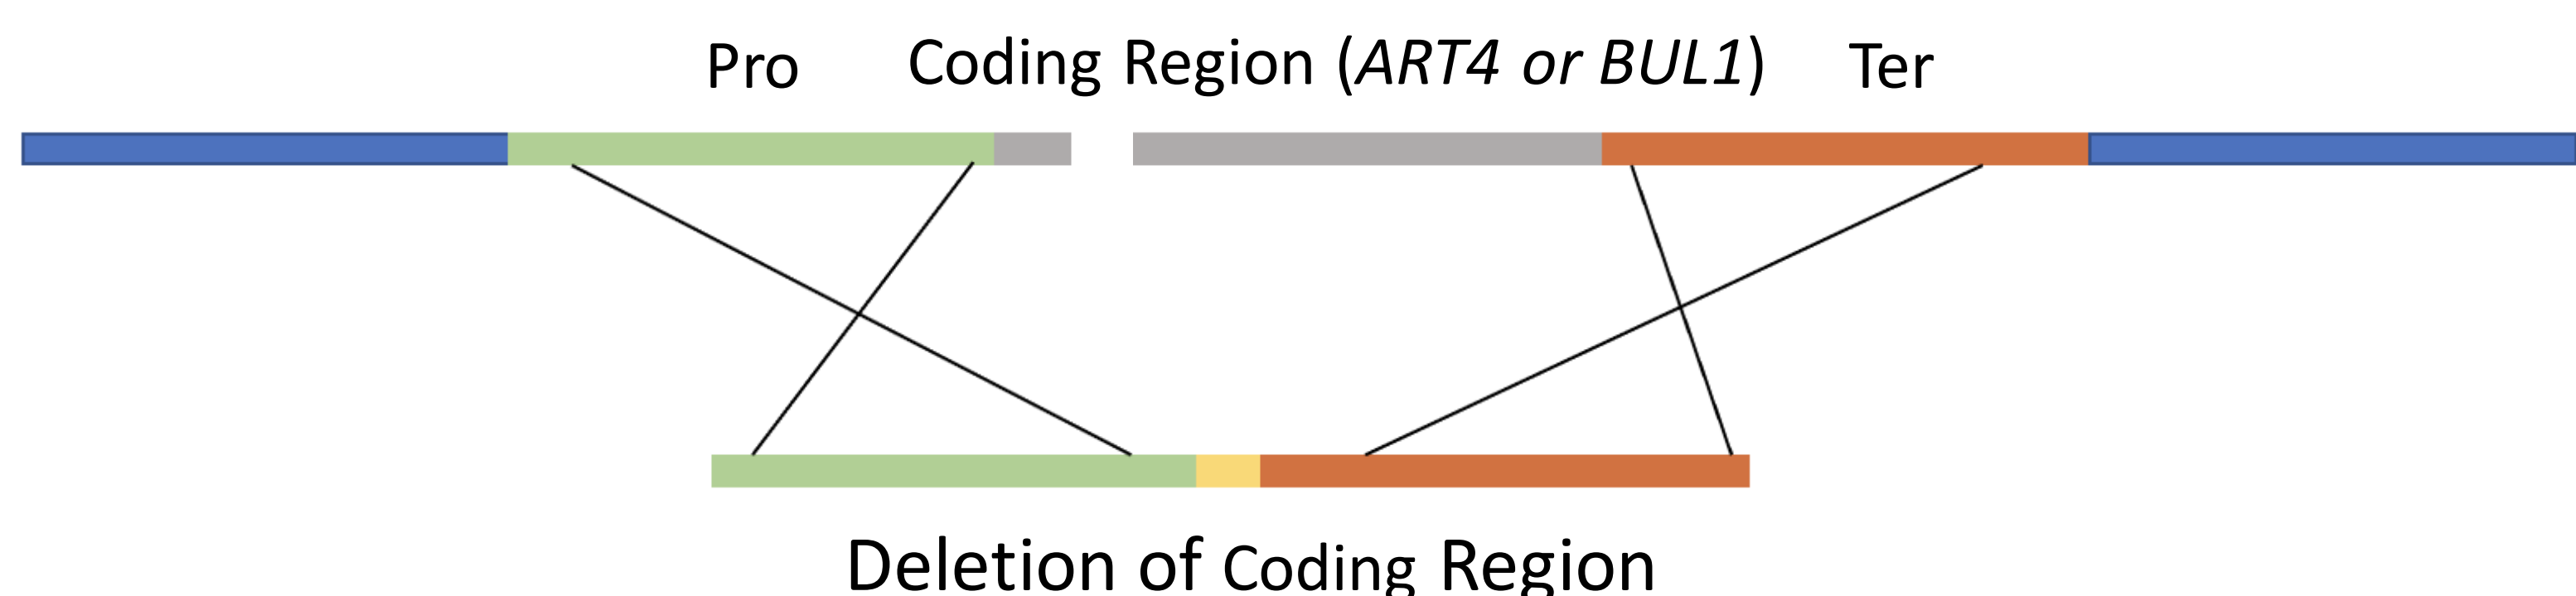 Pro Coding Region (ART4 or BUL1) Ter
Deletion of Coding Region